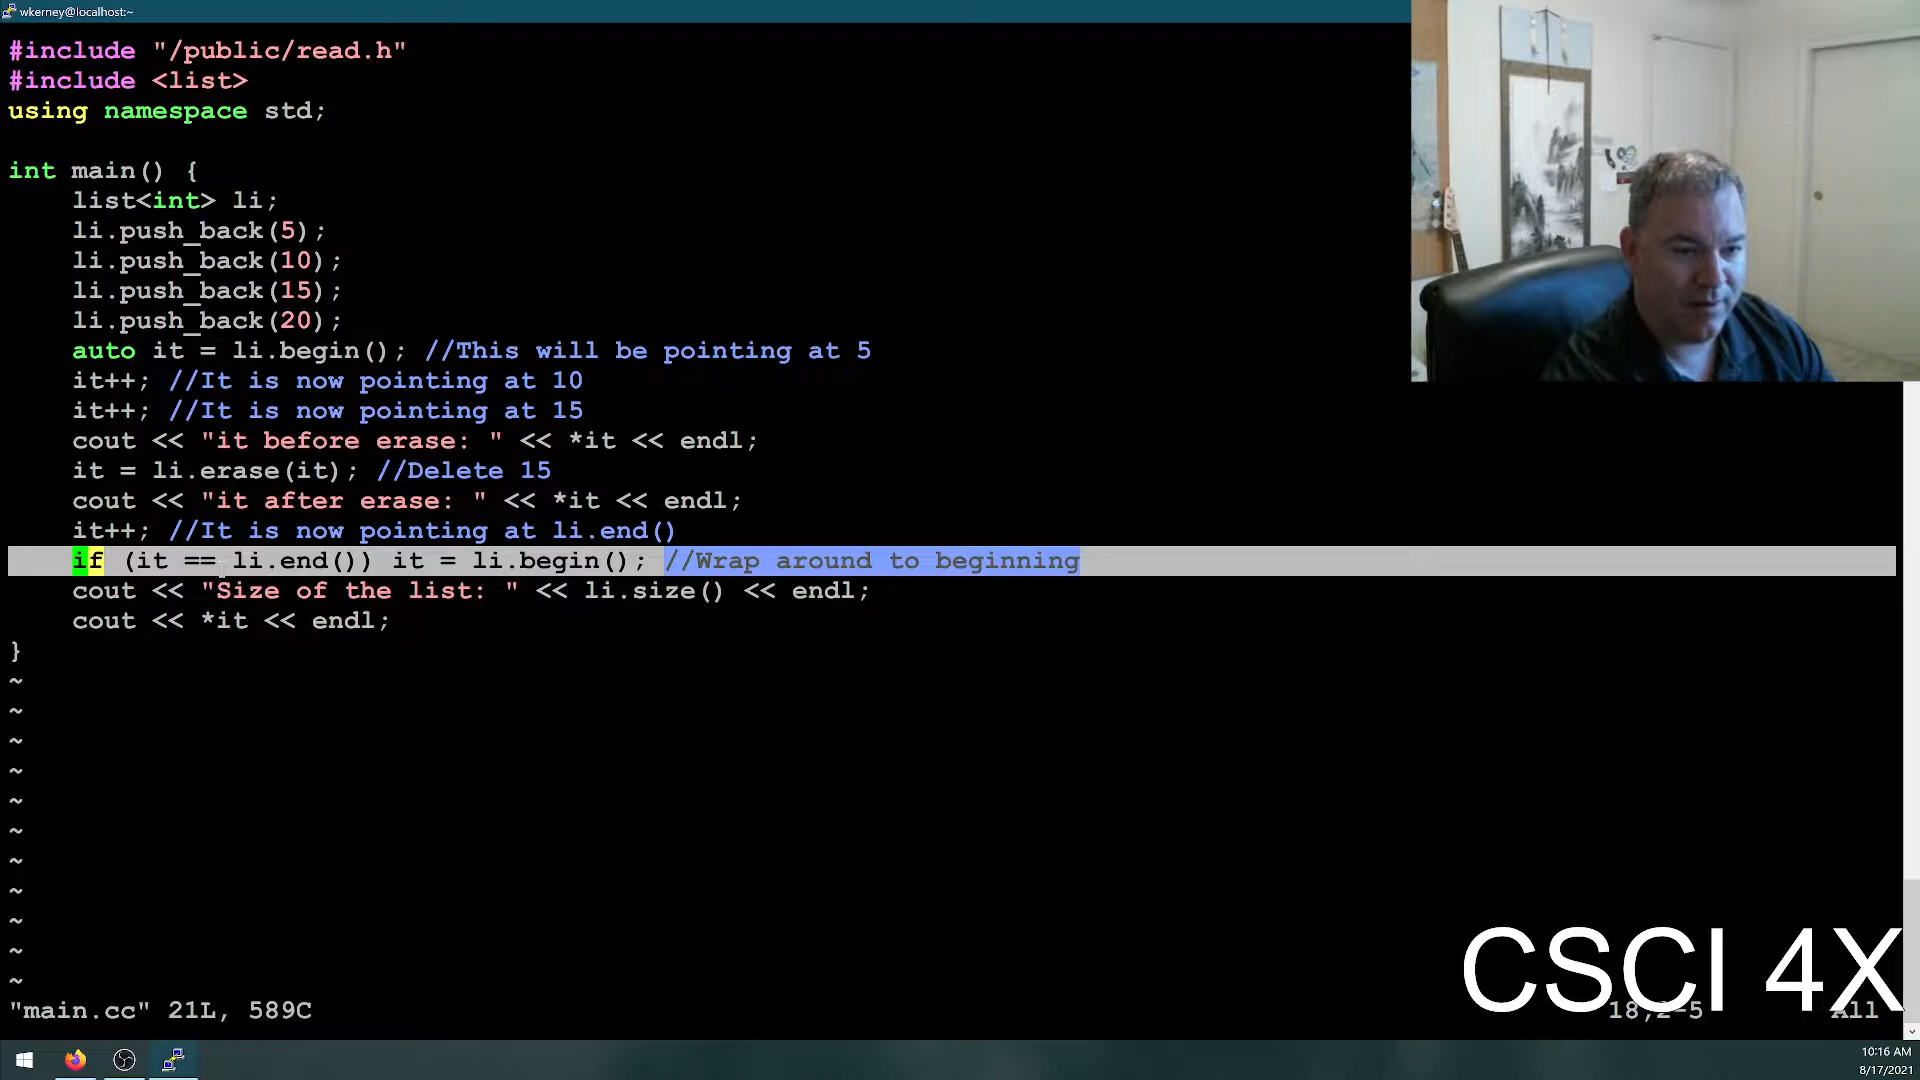 wkerney@localhost:~
#include "/public/read.h"
#include <list>
using namespace std;
int main() {
    list<int> li;
    li.push_back(5);
    li.push_back(10);
    li.push_back(15);
    li.push_back(20);
    auto it = li.begin(); //This will be pointing at 5
    it++; //It is now pointing at 10
    it++; //It is now pointing at 15
    cout << "it before erase: " << *it << endl;
    it = li.erase(it); //Delete 15
    cout << "it after erase: " << *it << endl;
    it++; //It is now pointing at li.end()
    if (it == li.end()) it = li.begin(); //Wrap around to beginning
    cout << "Size of the list: " << li.size() << endl;
    cout << *it << endl;
}
~
~
~
~
~
~
~
~
~
~
~
CSCI 4X
"main.cc" 21L, 589C 18,2-5 All
10:16 AM
8/17/2021